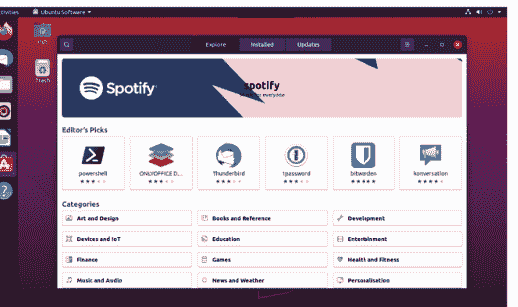 Ubuntu Software
Explore
Installed
Updates
Trash
Spotify
spotify
Editor's Picks
powershell
ONLYOFFICE D...
Thunderbird
1password
bitwarden
konversation
Categories
Art and Design
Books and Reference
Development
Devices and IoT
Education
Entertainment
Finance
Games
Health and Fitness
Music and Audio
News and Weather
Personalisation